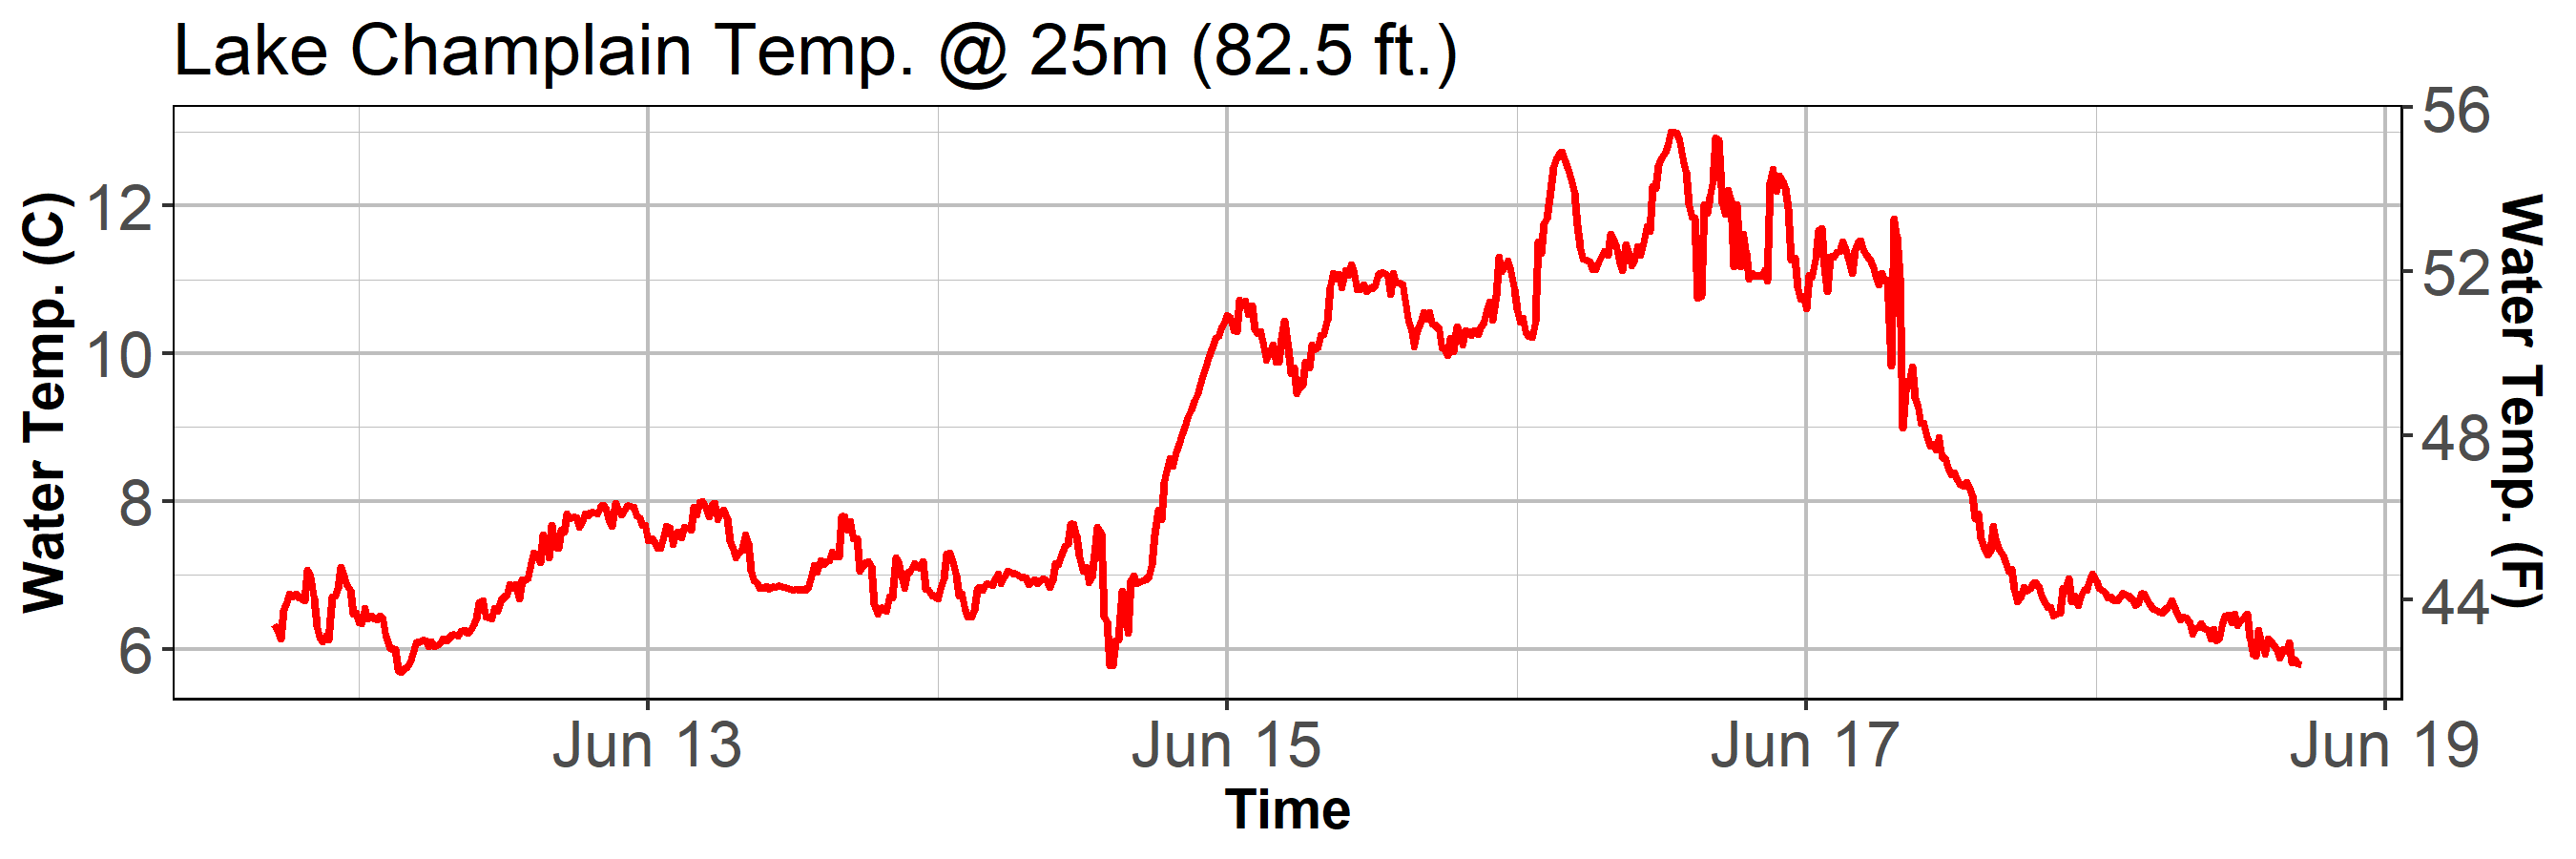 Lake Champlain Temp. @ 25m (82.5 ft.)
Water Temp. (C)
12
10
8
6
56
52
48
44
Water Temp. (F)
Jun 13 Jun 15 Jun 17 Jun 19
Time